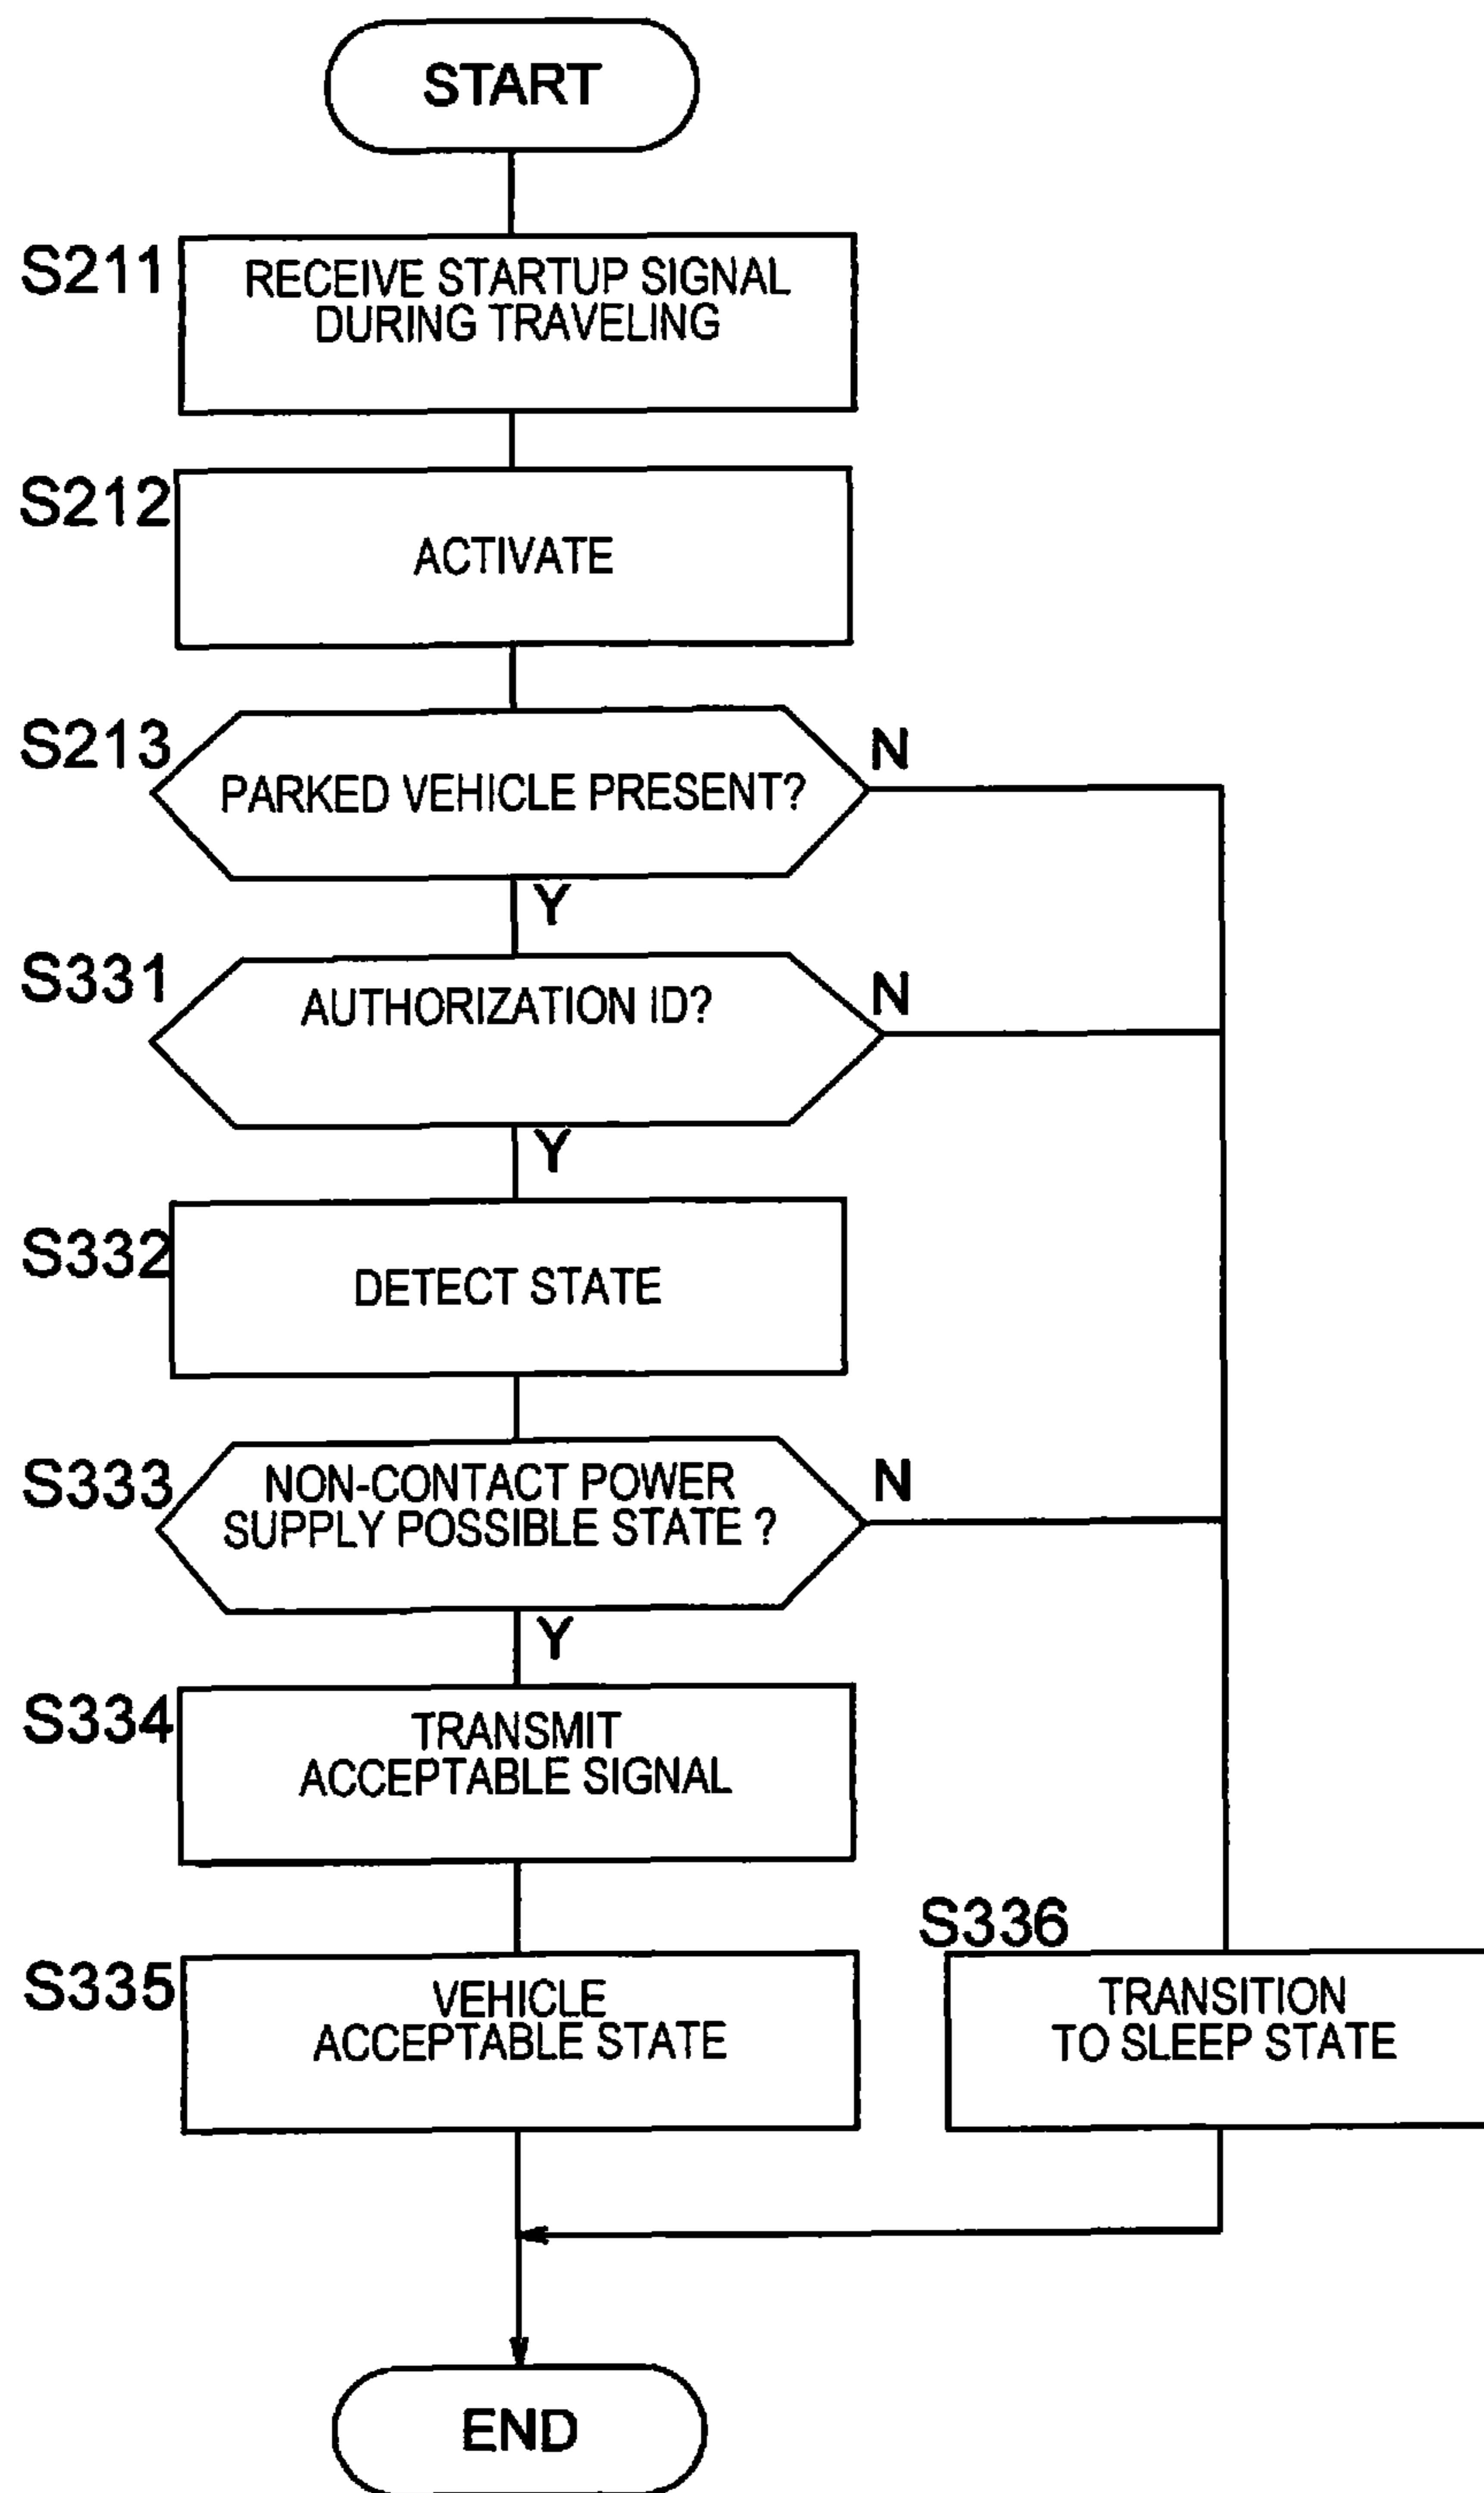 START
S211
RECEIVE STARTUP SIGNAL
DURING TRAVELING
S212
ACTIVATE
S213
PARKED VEHICLE PRESENT?
N
Y
S331
AUTHORIZATION ID?
N
Y
S332
DETECT STATE
S333
NON-CONTACT POWER
SUPPLY POSSIBLE STATE ?
N
Y
S334
TRANSMIT
ACCEPTABLE SIGNAL
S335
VEHICLE
ACCEPTABLE STATE
S336
TRANSITION
TO SLEEP STATE
END